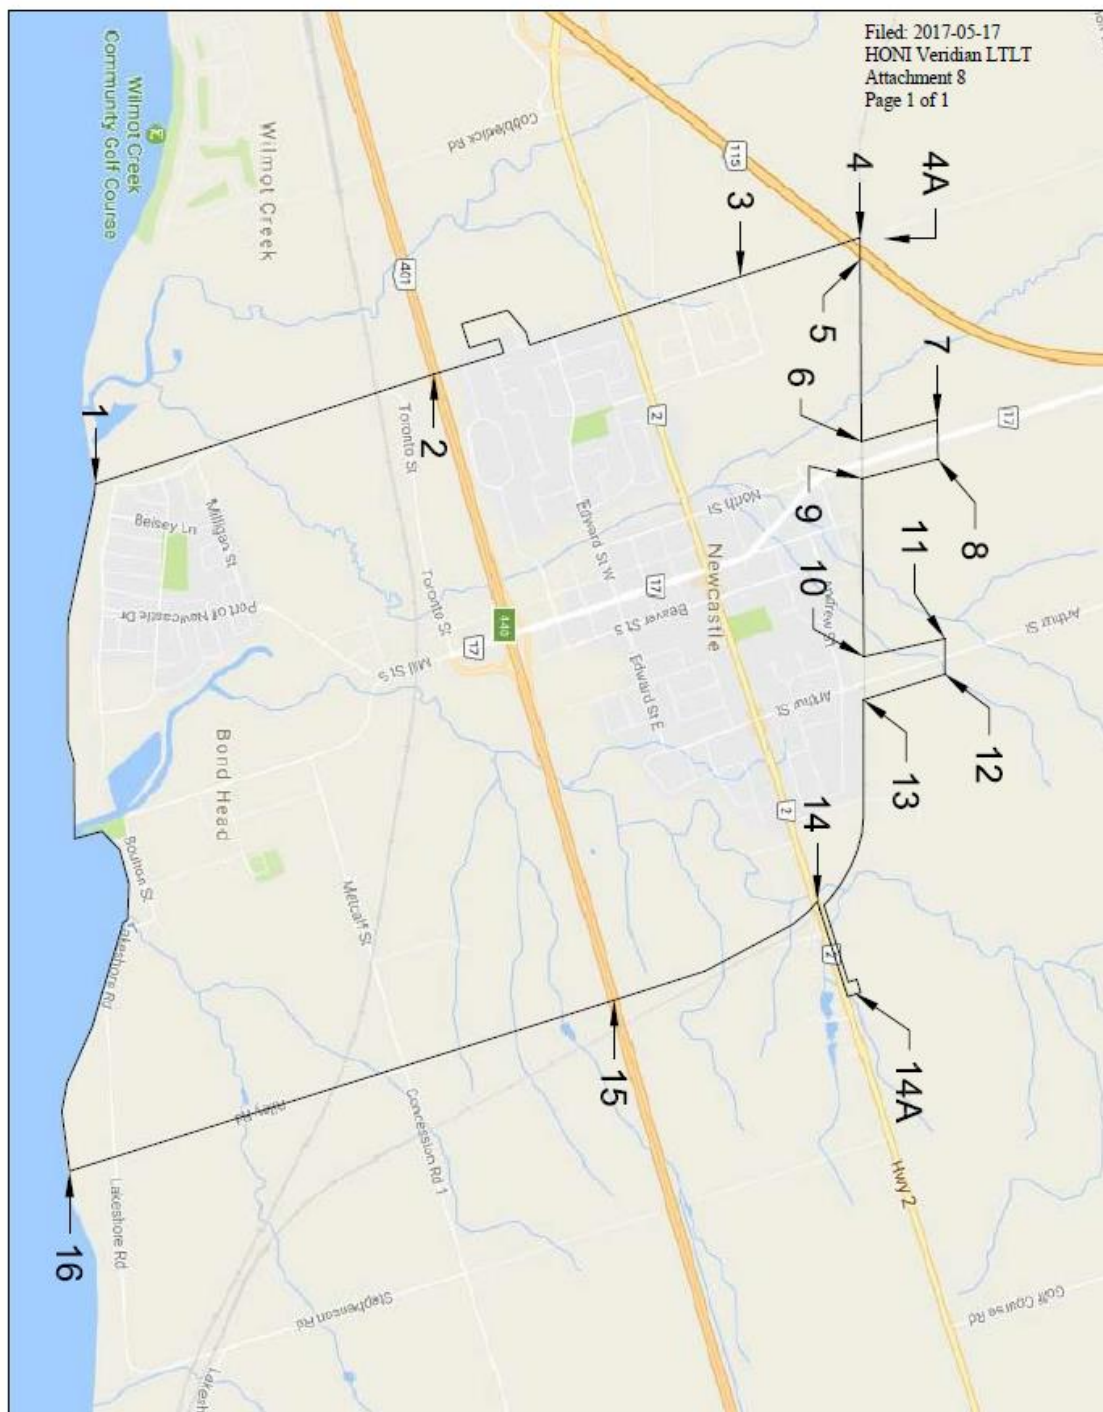 Filed: 2017-05-17
HONI Veridian LTLT
Attachment 8
Page 1 of 1
4A
4
3
115
Cobbledick Rd
Wilmot Creek
Wilmot Creek
Community Golf Course
401
5
6
7
17
8
9
2
North St
Newcastle
Andrew St
10
11
Arthur St
12
13
Arthur St
Edward St W
17
Beaver St S
Edward St E
2
14
2
14A
Hwy 2
Golf Course Rd
1
2
Toronto St
Toronto St
440
17
Mill St S
Milligan St
Belsey Ln
Port of Newcastle Dr
Bond Head
Boulton St
Metcalf St
Lakeshore Rd
15
Riley Rd
Concession Rd 1
16
Lakeshore Rd
Stephenson Rd